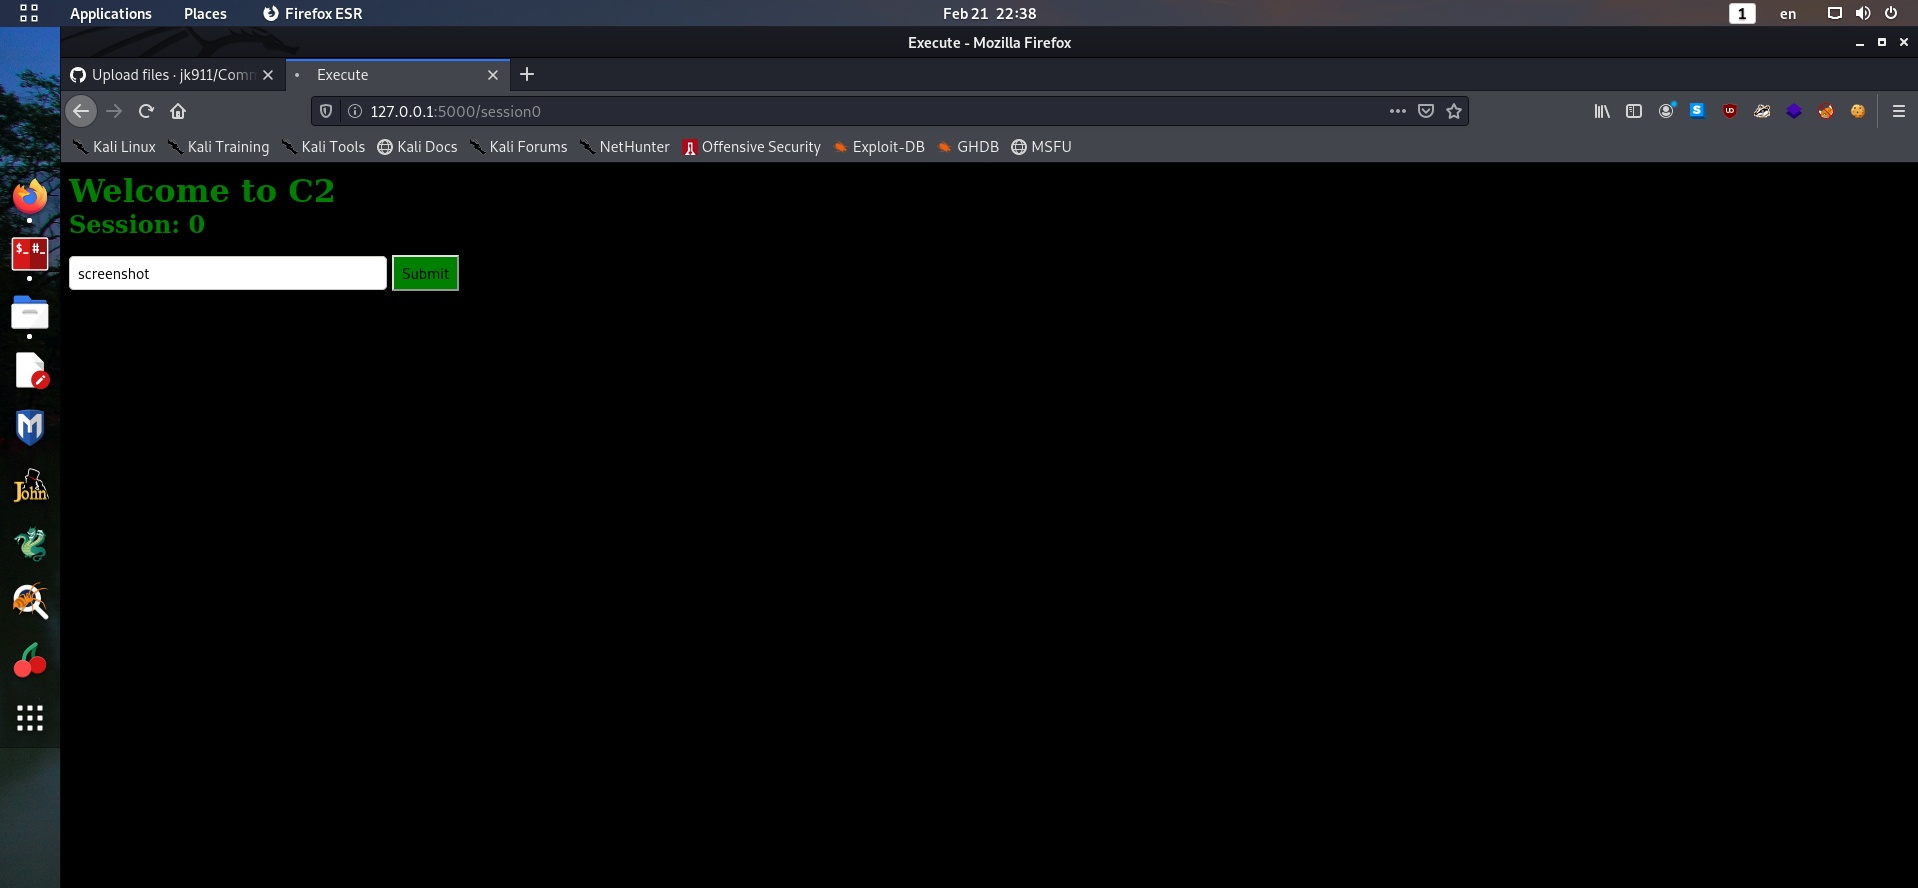 Applications Places Firefox ESR Feb 21 22:38 1 en
Execute - Mozilla Firefox
Upload files · jk911/Comm Execute
127.0.0.1:5000/session0
Kali Linux Kali Training Kali Tools Kali Docs Kali Forums NetHunter Offensive Security Exploit-DB GHDB MSFU
Welcome to C2
Session: 0
screenshot Submit
$_ #_
John